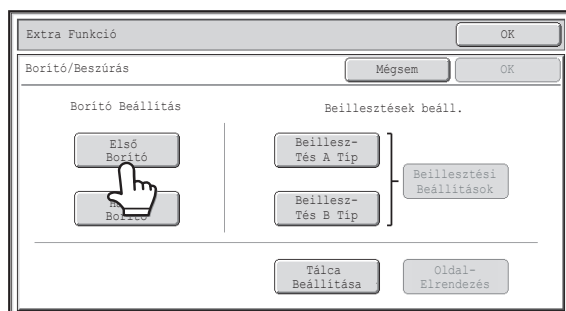 Extra Funkció
OK
Borító/Beszúrás
Mégsem
OK
Borító Beállítás
Beillesztések beáll.
Első
Borító
Beillesz-
Tés A Típ
Beillesztési
Beállítások
Borító
Beillesz-
Tés B Típ
Tálca
Beállítása
Oldal-
Elrendezés